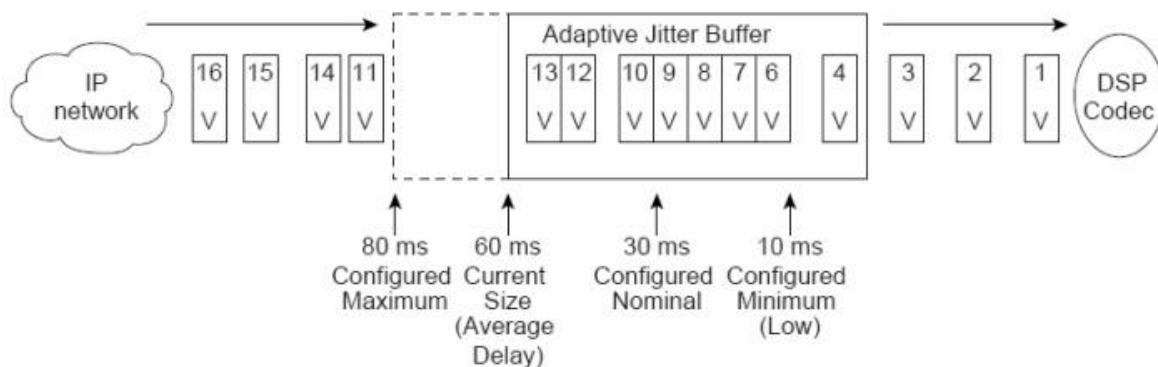 Adaptive Jitter Buffer
IP
network
16 15 14 11 13 12 10 9 8 7 6 4 3 2 1
V V V V V V V V V V V V V V V
DSP
Codec
80 ms
Configured
Maximum
60 ms
Current
Size
(Average
Delay)
30 ms
Configured
Nominal
10 ms
Configured
Minimum
(Low)